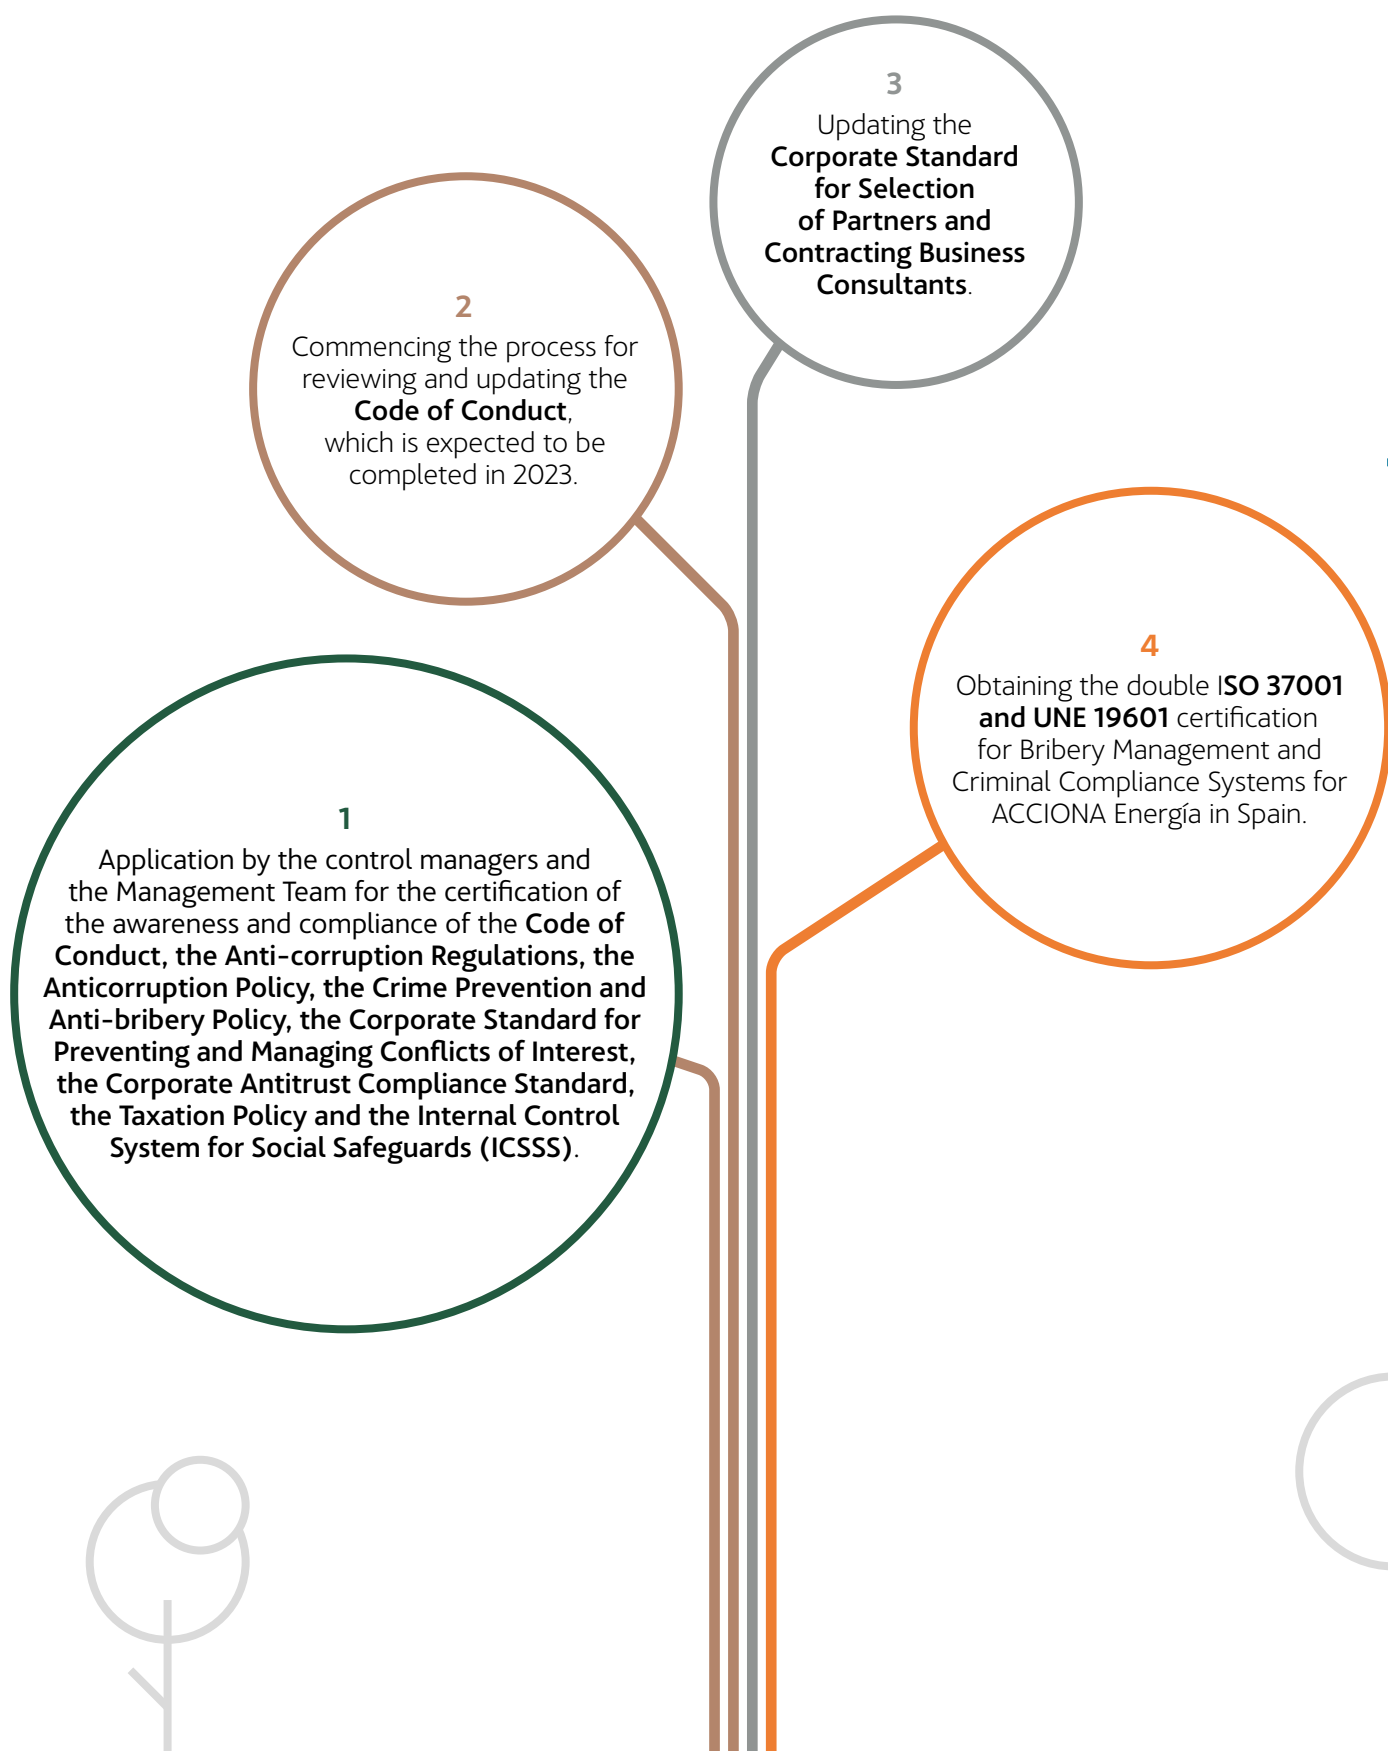 1
Application by the control managers and
the Management Team for the certification of
the awareness and compliance of the Code of
Conduct, the Anti-corruption Regulations, the
Anticorruption Policy, the Crime Prevention and
Anti-bribery Policy, the Corporate Standard for
Preventing and Managing Conflicts of Interest,
the Corporate Antitrust Compliance Standard,
the Taxation Policy and the Internal Control
System for Social Safeguards (ICSSS).
2
Commencing the process for
reviewing and updating the
Code of Conduct,
which is expected to be
completed in 2023.
3
Updating the
Corporate Standard
for Selection
of Partners and
Contracting Business
Consultants.
4
Obtaining the double ISO 37001
and UNE 19601 certification
for Bribery Management and
Criminal Compliance Systems for
ACCIONA Energía in Spain.